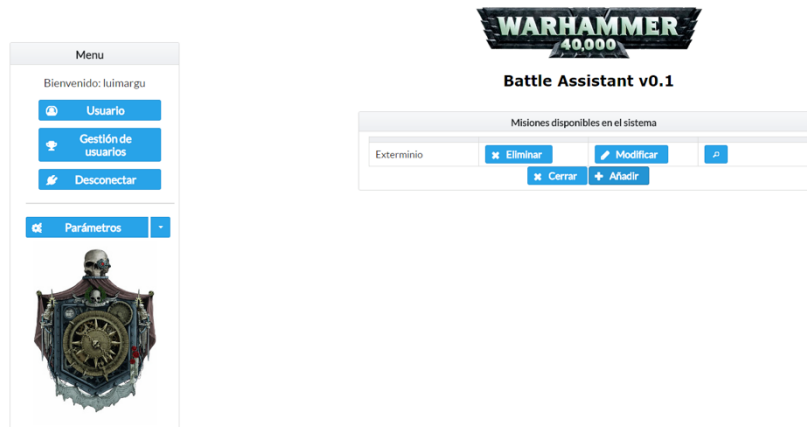 WARHAMMER
40,000
Battle Assistant v0.1
Menu
Bienvenido: luimargu
Usuario
Gestión de
usuarios
Desconectar
Parámetros
Misiones disponibles en el sistema
Exterminio
Eliminar
Modificar
Cerrar
Añadir